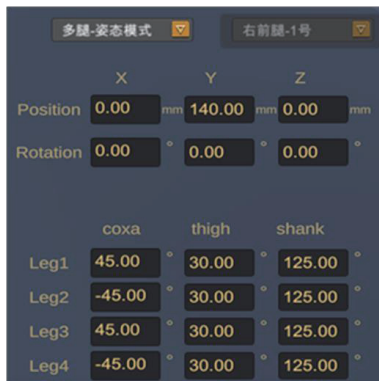 多腿-姿态模式 右前腿-1号
X Y Z
Position 0.00 mm 140.00 mm 0.00 mm
Rotation 0.00 ° 0.00 ° 0.00 °
coxa thigh shank
Leg1 45.00 ° 30.00 ° 125.00 °
Leg2 -45.00 ° 30.00 ° 125.00 °
Leg3 45.00 ° 30.00 ° 125.00 °
Leg4 -45.00 ° 30.00 ° 125.00 °